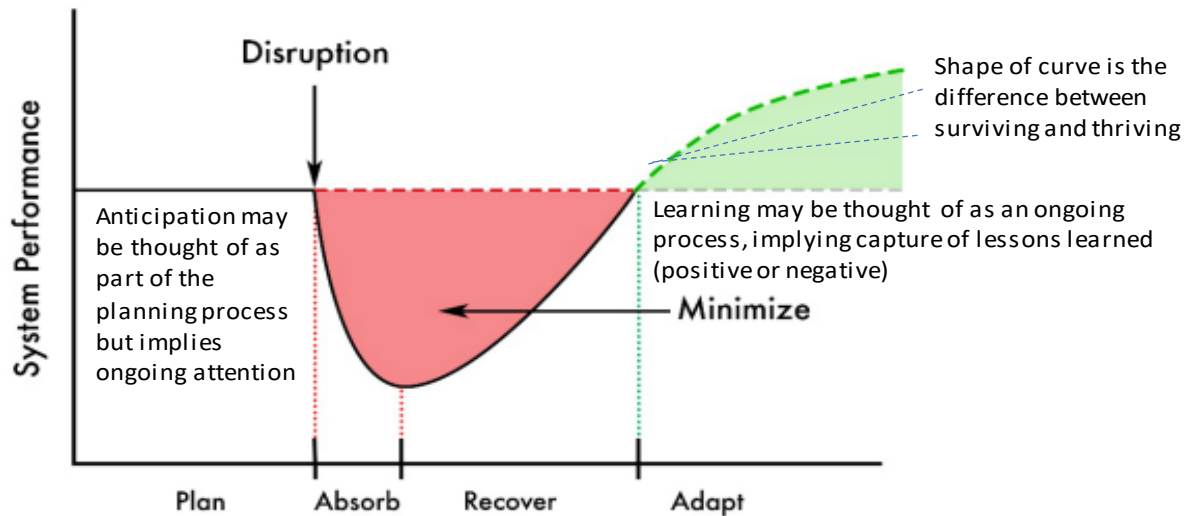 Disruption
Shape of curve is the
difference between
surviving and thriving
System Performance
Anticipation may
be thought of as
part of the
planning process
but implies
ongoing attention
Learning may be thought of as an ongoing
process, implying capture of lessons learned
(positive or negative)
Minimize
Plan
Absorb
Recover
Adapt